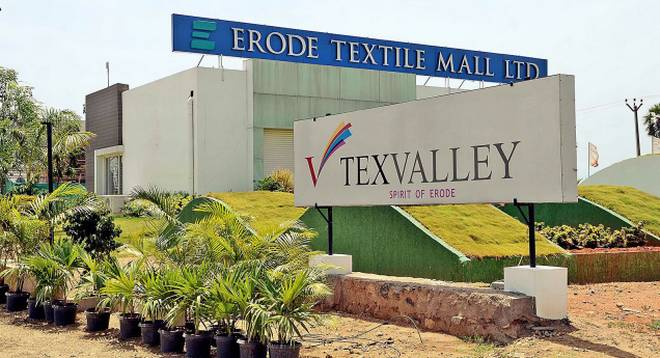 ERODE TEXTILE MALL LTD
TEXVALLEY
SPIRIT OF ERODE